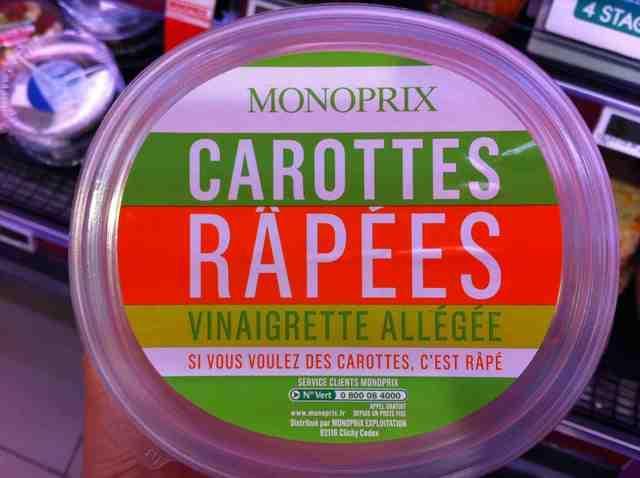 4 STAG
MONOPRIX
CAROTTES
RÂPÉES
VINAIGRETTE ALLÉGÉE
SI VOUS VOULEZ DES CAROTTES, C'EST RÂPÉ
SERVICE CLIENTS MONOPRIX
N° Vert 0 800 08 4000
APPEL GRATUIT
www.monoprix.fr DEPUIS UN POSTE FIXE
Distribué par MONOPRIX EXPLOITATION
92116 Clichy Cedex